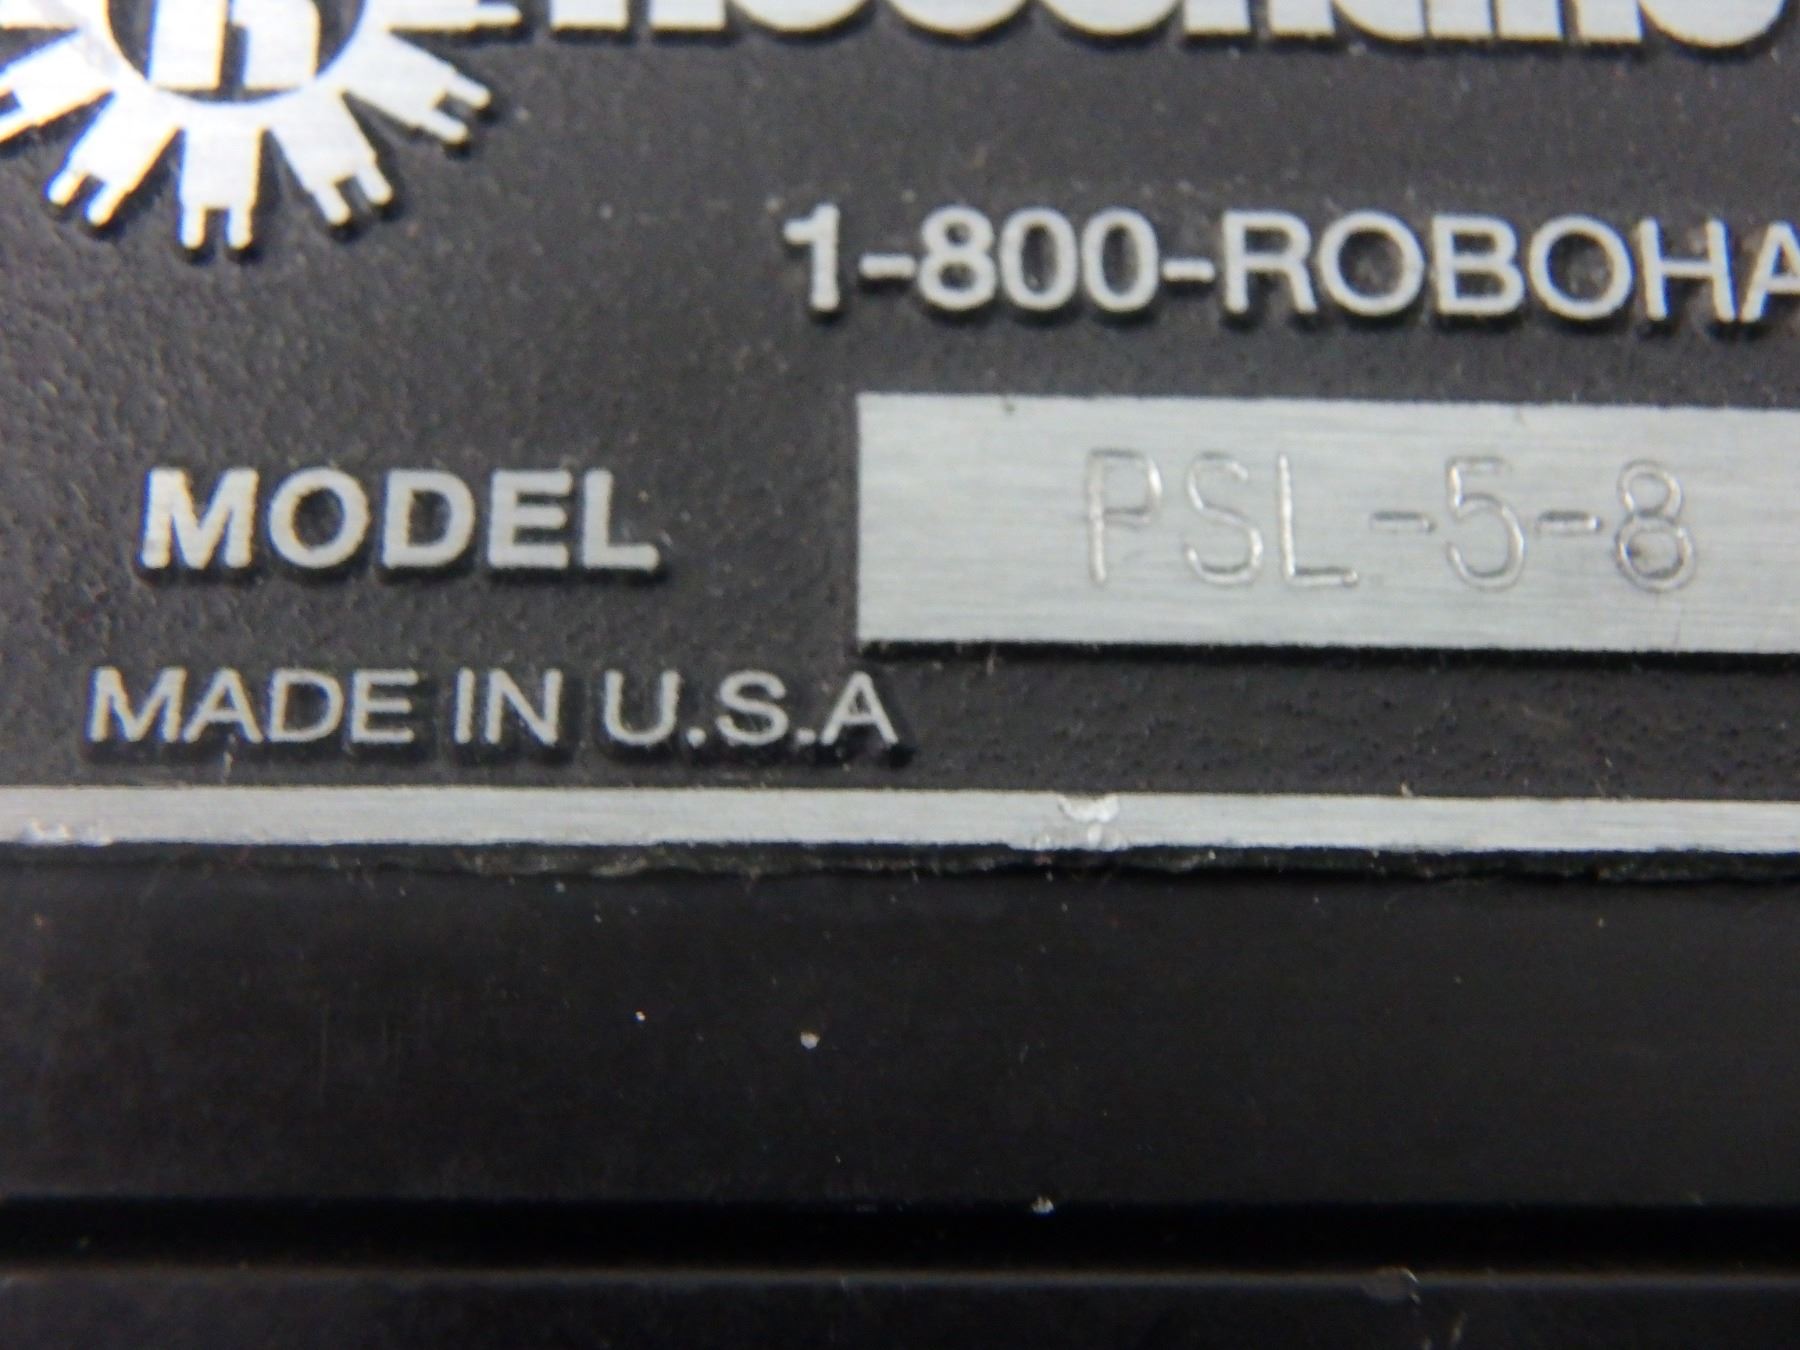 h
1-800-ROBOHA
MODEL PSL-5-8
MADE IN U.S.A